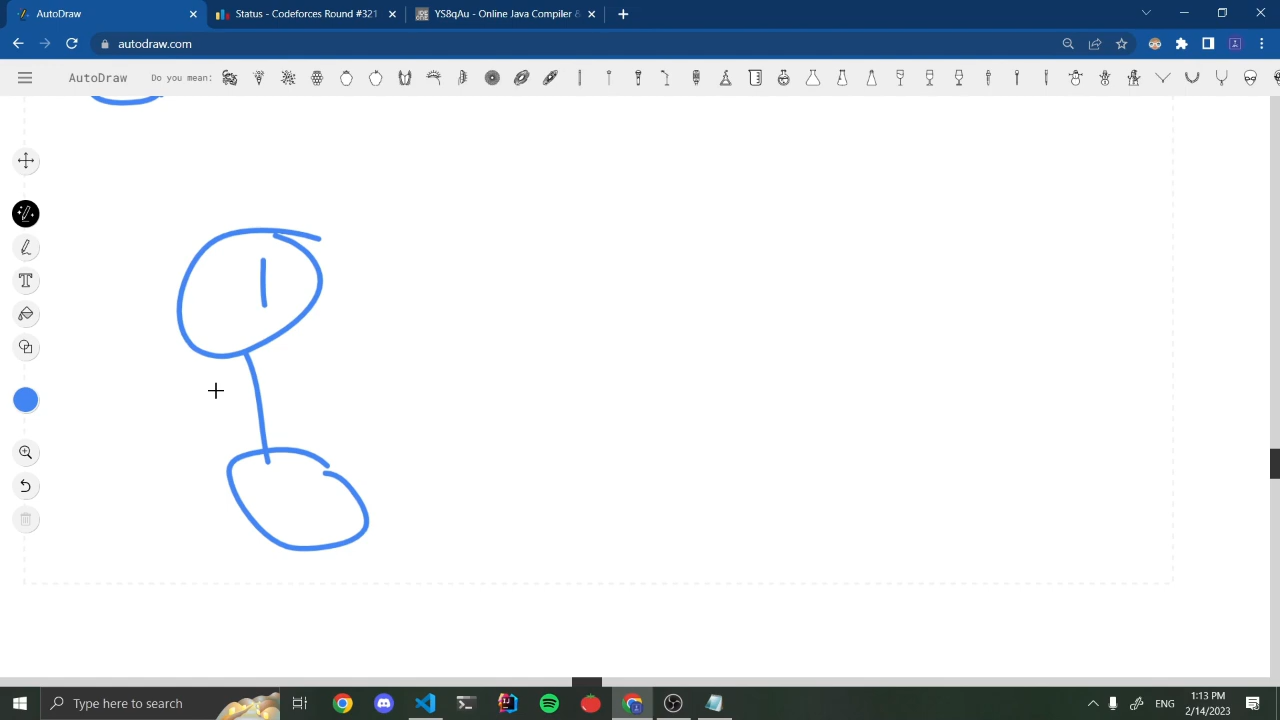 AutoDraw
Status - Codeforces Round #321
YS8qAu - Online Java Compiler &
autodraw.com
AutoDraw
Do you mean:
1
Type here to search
ENG
1:13 PM
2/14/2023